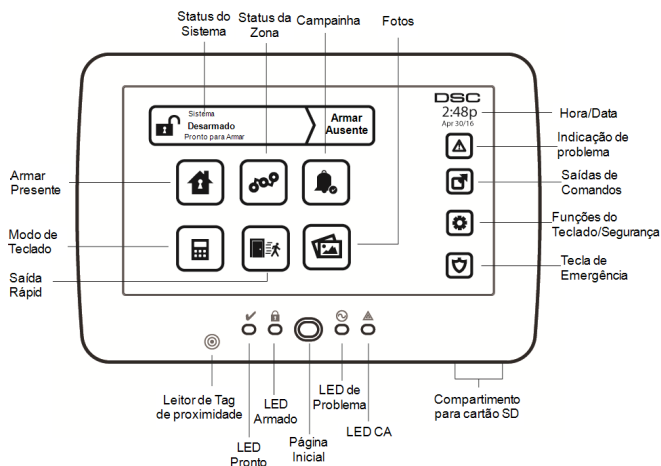 Status do
Sistema
Status da
Zona
Campainha
Fotos
DSC
2:48p
Apr 30/16
Hora/Data
Sistema
Desarmado
Pronto para Armar
Armar
Ausente
Indicação de
problema
Saídas de
Comandos
Armar
Presente
Funções do
Teclado/Segurança
Modo de
Teclado
Tecla de
Emergência
Saída
Rápid
Leitor de Tag
de proximidade
LED
Armado
LED de
Problema
Compartimento
para cartão SD
LED
Pronto
Página
Inicial
LED CA